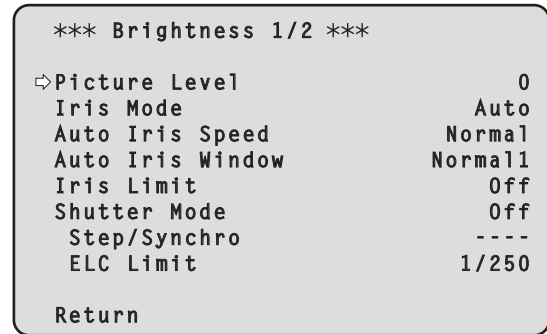 *** Brightness 1/2 ***
⇨Picture Level 0
Iris Mode Auto
Auto Iris Speed Normal
Auto Iris Window Normal1
Iris Limit Off
Shutter Mode Off
Step/Synchro ----
ELC Limit 1/250
Return